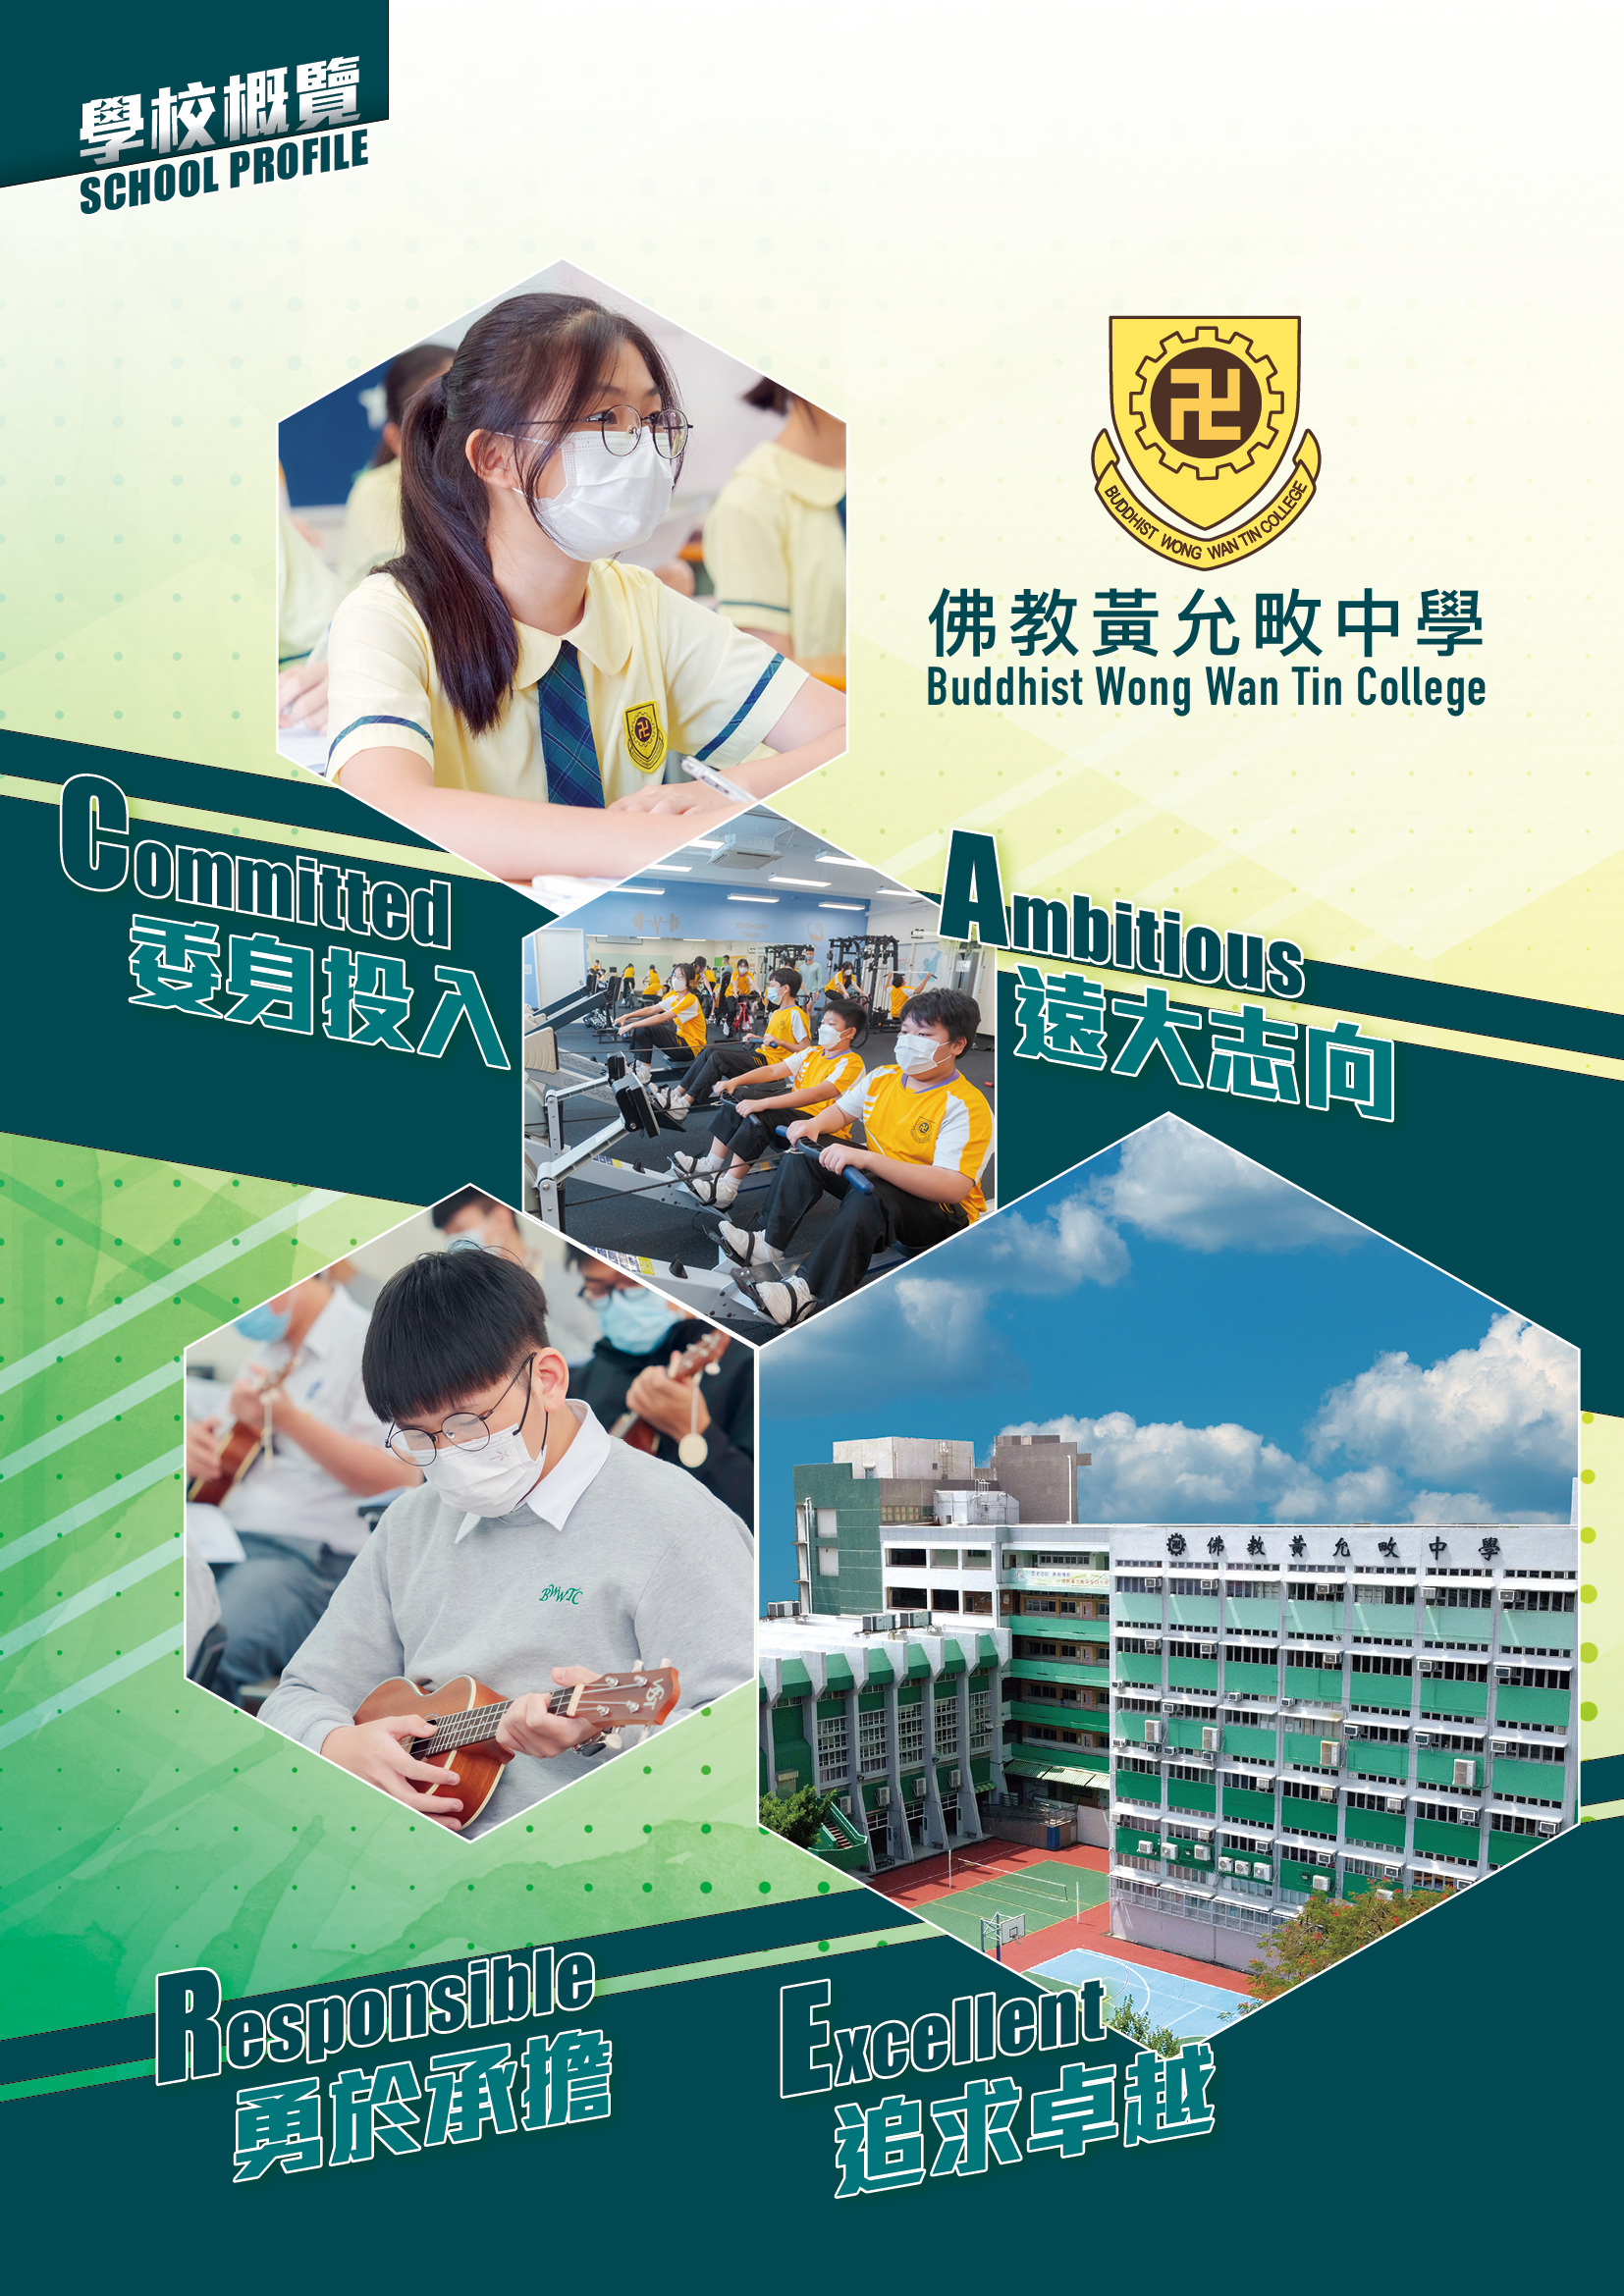 學校概覽
SCHOOL PROFILE
BUDDHIST WONG WAN TIN COLLEGE
佛教黃允畋中學
Buddhist Wong Wan Tin College
Committed
委身投入
Ambitious
遠大志向
BWWTC
佛教黃允畋中學
Responsible
勇於承擔
Excellent
追求卓越